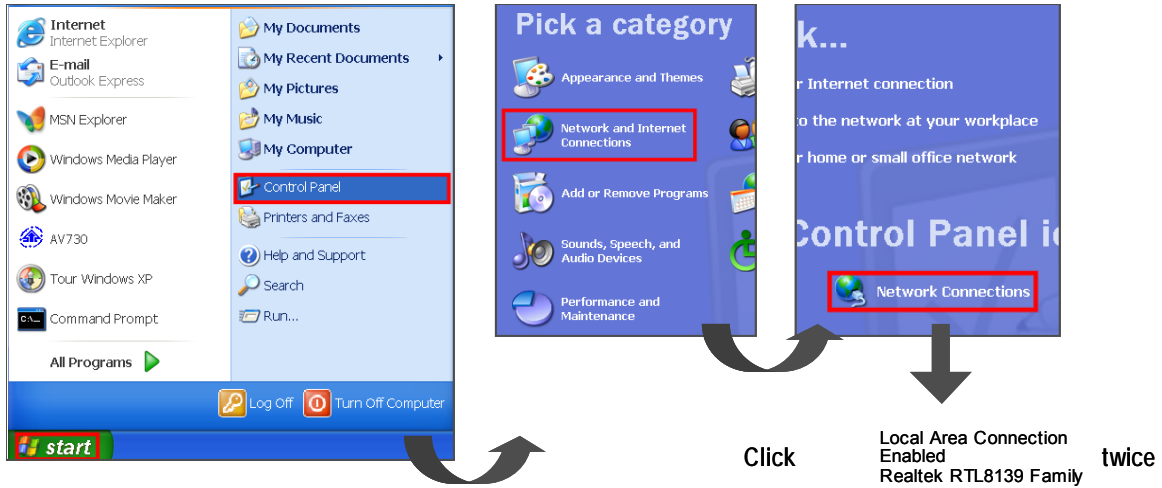 Internet
Internet Explorer
E-mail
Outlook Express
MSN Explorer
Windows Media Player
Windows Movie Maker
AV730
Tour Windows XP
C:\_
Command Prompt
All Programs
My Documents
My Recent Documents
My Pictures
My Music
My Computer
Control Panel
Printers and Faxes
Help and Support
Search
Run...
Log Off
Turn Off Computer
start
Pick a category
Appearance and Themes
Network and Internet
Connections
Add or Remove Programs
Sounds, Speech, and
Audio Devices
Performance and
Maintenance
k...
r Internet connection
to the network at your workplace
r home or small office network
Control Panel ic
Network Connections
Click
Local Area Connection
Enabled
Realtek RTL8139 Family
twice